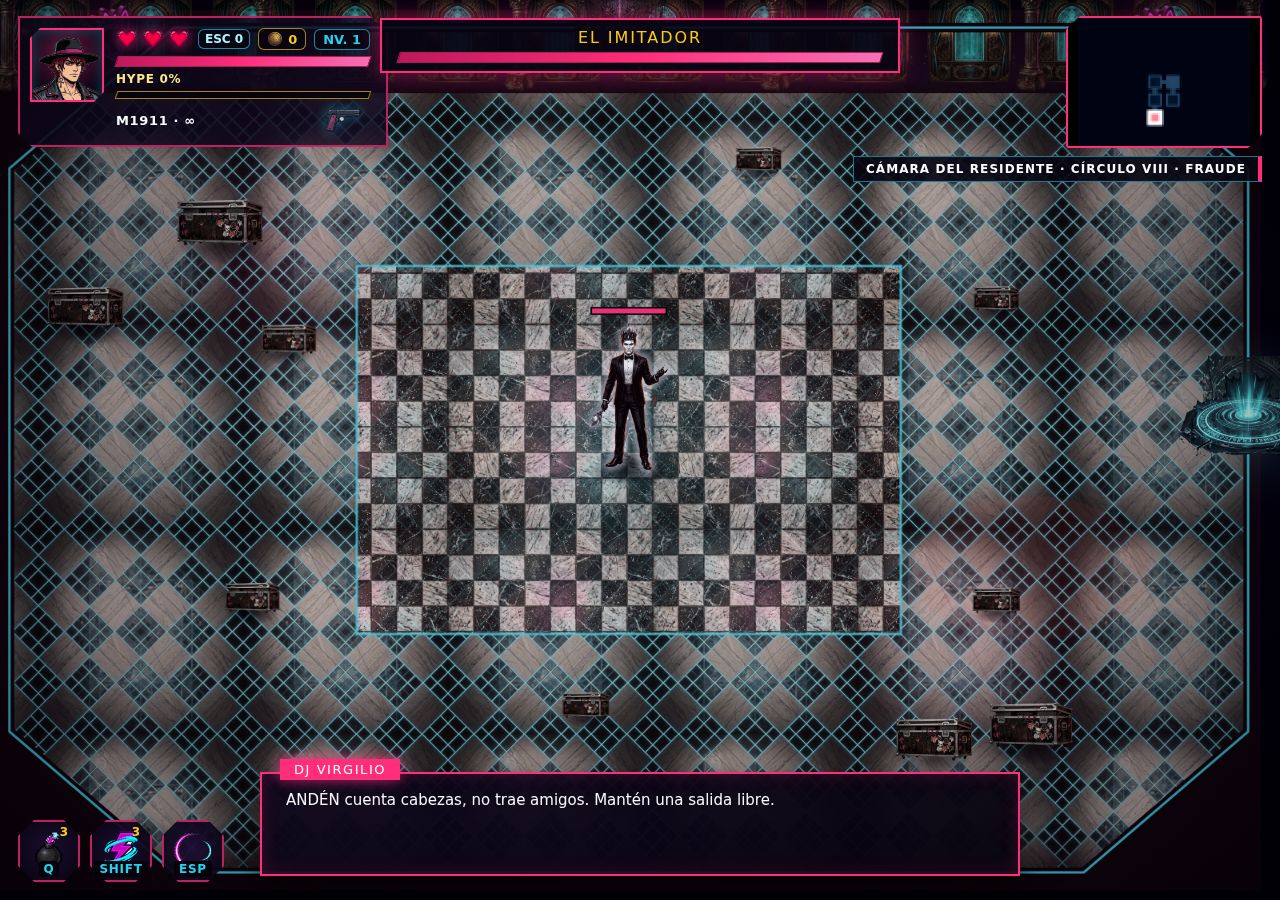 ESC 0
0
NV. 1
HYPE 0%
M1911 · ∞
EL IMITADOR
CÁMARA DEL RESIDENTE · CÍRCULO VIII · FRAUDE
DJ VIRGILIO
ANDÉN cuenta cabezas, no trae amigos. Mantén una salida libre.
3
Q
3
SHIFT
ESP